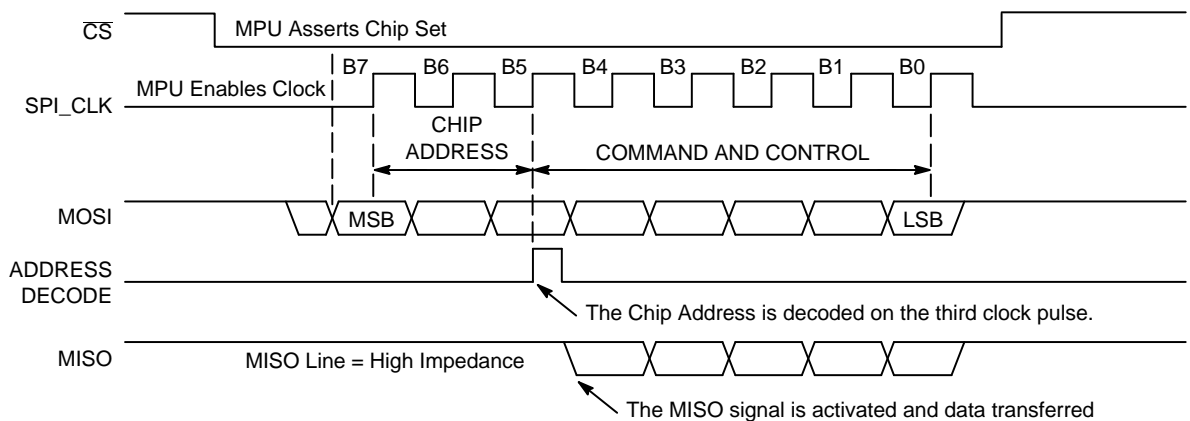 CS
MPU Asserts Chip Set
B7 B6 B5 B4 B3 B2 B1 B0
MPU Enables Clock
SPI_CLK
CHIP
ADDRESS
COMMAND AND CONTROL
MOSI
MSB
LSB
ADDRESS
DECODE
The Chip Address is decoded on the third clock pulse.
MISO
MISO Line = High Impedance
The MISO signal is activated and data transferred